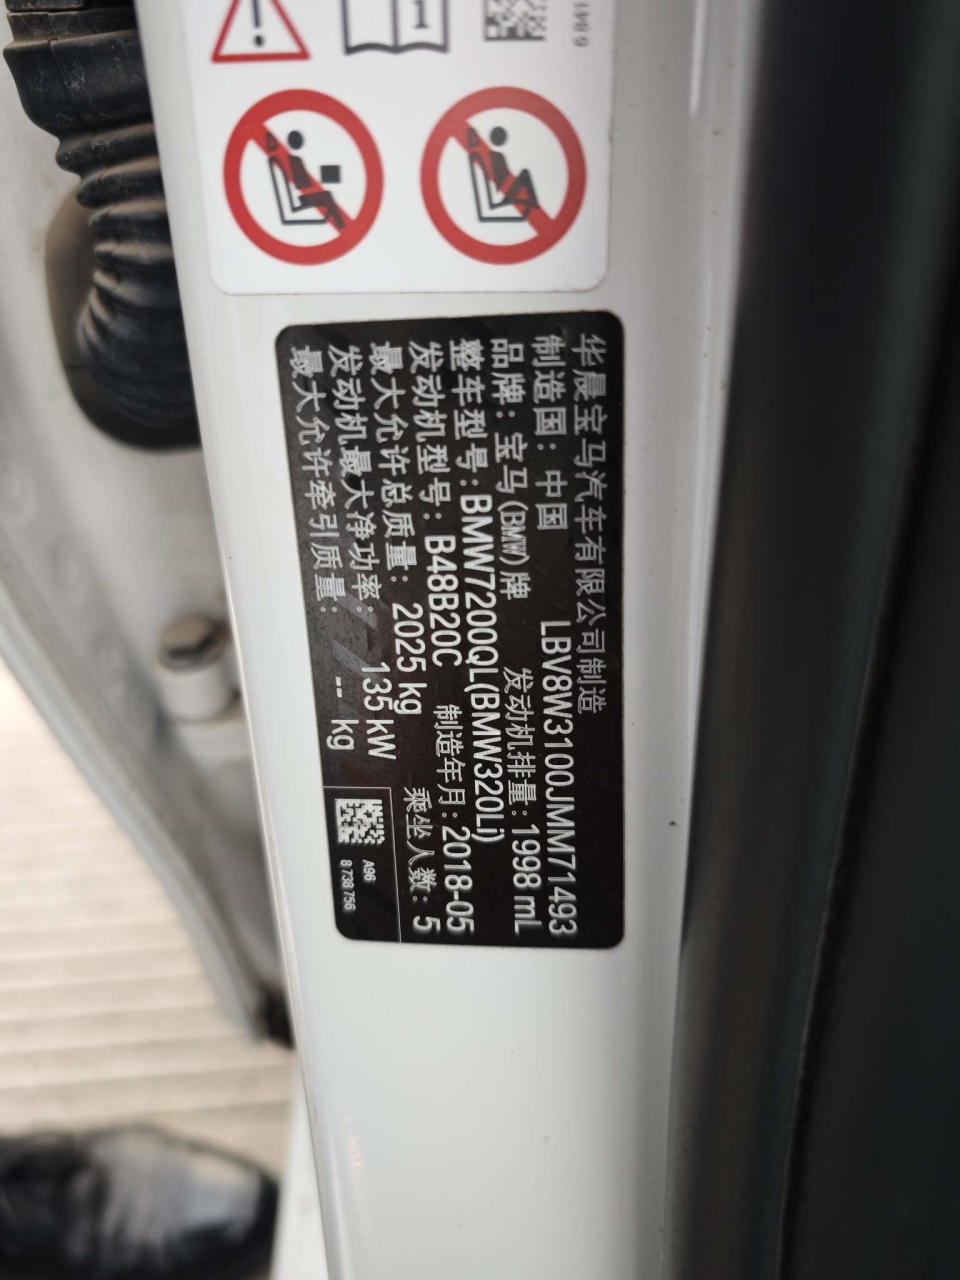 华晨宝马汽车有限公司制造
制造国：中国 LBV8W3100JMM71493
品牌：宝马(BMW)牌 发动机排量：1998 mL
整车型号：BMW7200QL(BMW320Li)
发动机型号：B48B20C 制造年月：2018-05
最大允许总质量：2025 kg 乘坐人数：5
发动机最大净功率：135 kW
最大允许牵引质量：-- kg
A96
8 738 756